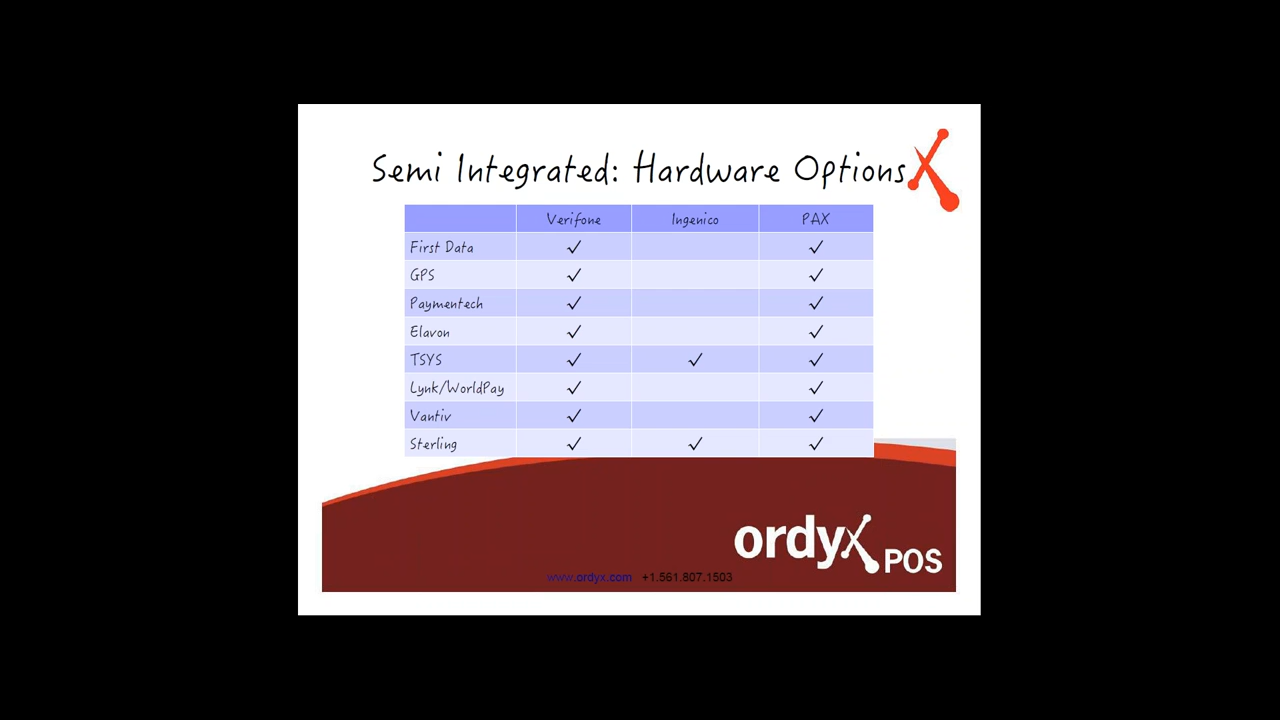 Semi Integrated: Hardware Options
Verifone Ingenico PAX
First Data ✓ ✓
GPS ✓ ✓
Paymentech ✓ ✓
Elavon ✓ ✓
TSYS ✓ ✓ ✓
Lynk/WorldPay ✓ ✓
Vantiv ✓ ✓
Sterling ✓ ✓ ✓
ordyx POS
www.ordyx.com +1.561.807.1503